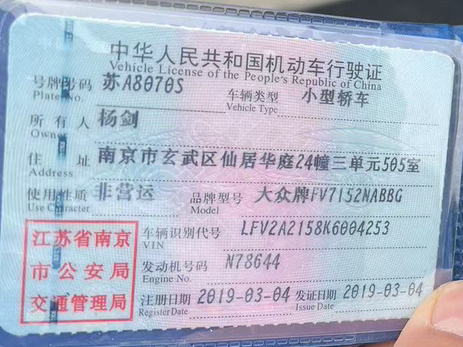 中华人民共和国机动车行驶证
Vehicle License of the People's Republic of China
号牌号码 苏A8070S 车辆类型 小型轿车
Plate No. Vehicle Type
所有人 杨剑
Owner
住址 南京市玄武区仙居华庭24幢三单元505室
Address
使用性质 非营运 品牌型号 大众牌FV7152NABBG
Use Character Model
江苏省南京
市公安局
交通管理局
车辆识别代号 LFV2A2158K6004253
VIN
发动机号码 N78644
Engine No.
注册日期 2019-03-04 发证日期 2019-03-04
Register Date Issue Date